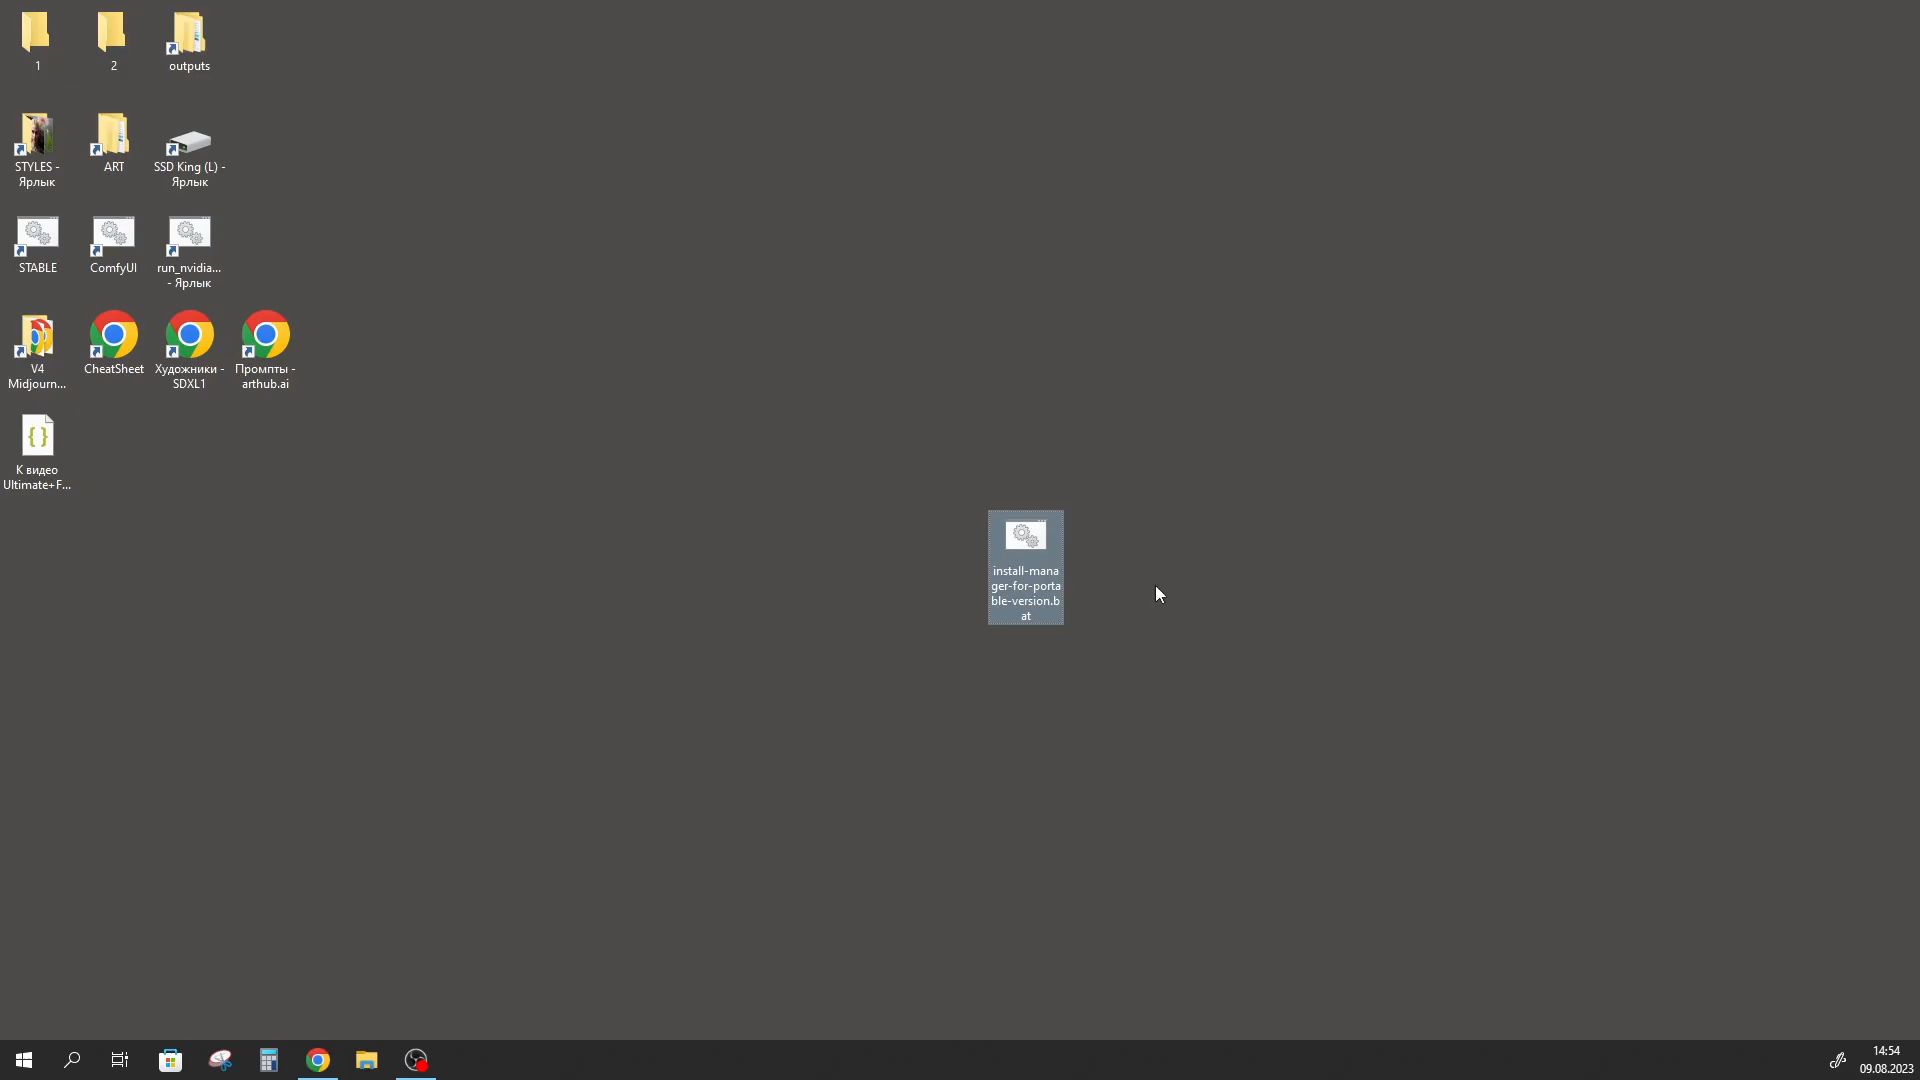 1
2
outputs
STYLES -
Ярлык
ART
SSD King (L) -
Ярлык
STABLE
ComfyUI
run_nvidia...
- Ярлык
V4
Midjourn...
CheatSheet
Художники -
SDXL1
Промпты -
arthub.ai
К видео
Ultimate+F...
install-mana
ger-for-porta
ble-version.b
at
14:54
09.08.2023